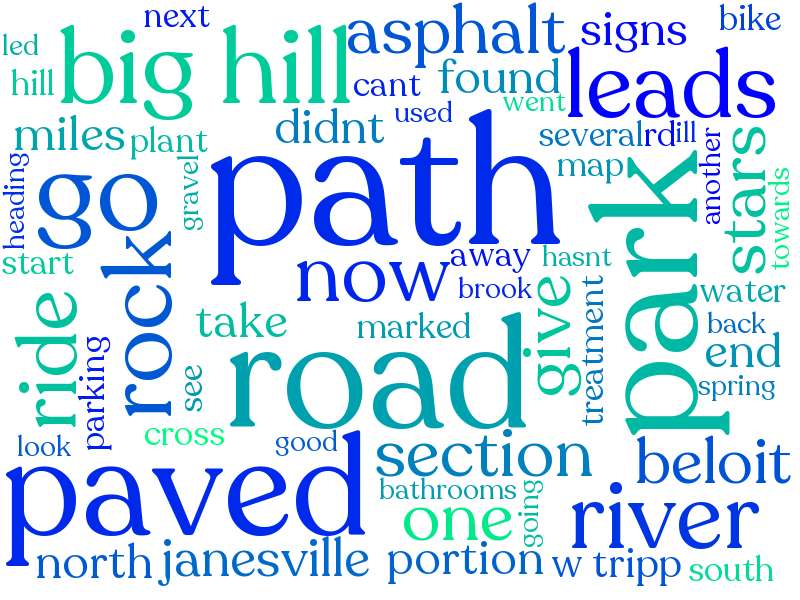 next
bike
led
asphalt
signs
big hill
leads
hill
cant
found
went
used
miles
plant
didnt
several
rd
ill
map
another
stars
heading
gravel
path
park
towards
go
rock
away
hasnt
start
now
brook
water
ride
take
marked
give
treatment
back
end
parking
see
road
spring
look
cross
good
section
beloit
paved
bathrooms
going
one
river
north
janesville
portion
w tripp
south